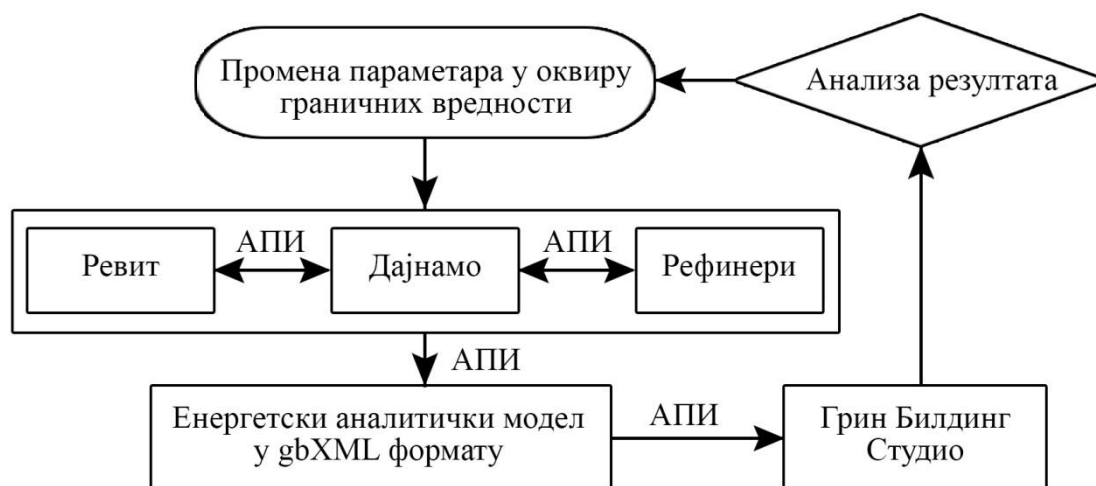 Промена параметара у оквиру
граничних вредности
Анализа резултата
АПИ
АПИ
Ревит
Дајнамо
Рефинери
АПИ
Енергетски аналитички модел
у gbXML формату
АПИ
Грин Билдинг
Студио